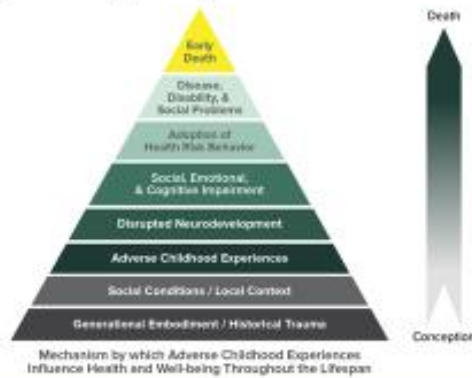 Death
Early
Death
Disease,
Disability, &
Social Problems
Adoption of
Health Risk Behavior
Social, Emotional,
& Cognitive Impairment
Disrupted Neurodevelopment
Adverse Childhood Experiences
Social Conditions / Local Context
Generational Embodiment / Historical Trauma
Conception
Mechanism by which Adverse Childhood Experiences
Influence Health and Well-being Throughout the Lifespan